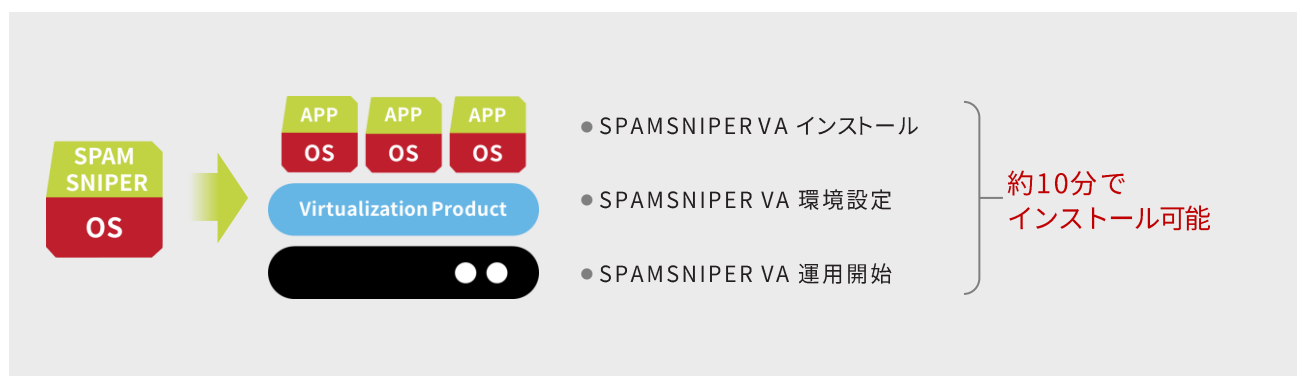 SPAM
SNIPER
OS
APP
OS
APP
OS
APP
OS
Virtualization Product
● SPAMSNIPER VA インストール
● SPAMSNIPER VA 環境設定
● SPAMSNIPER VA 運用開始
約10分で
インストール可能